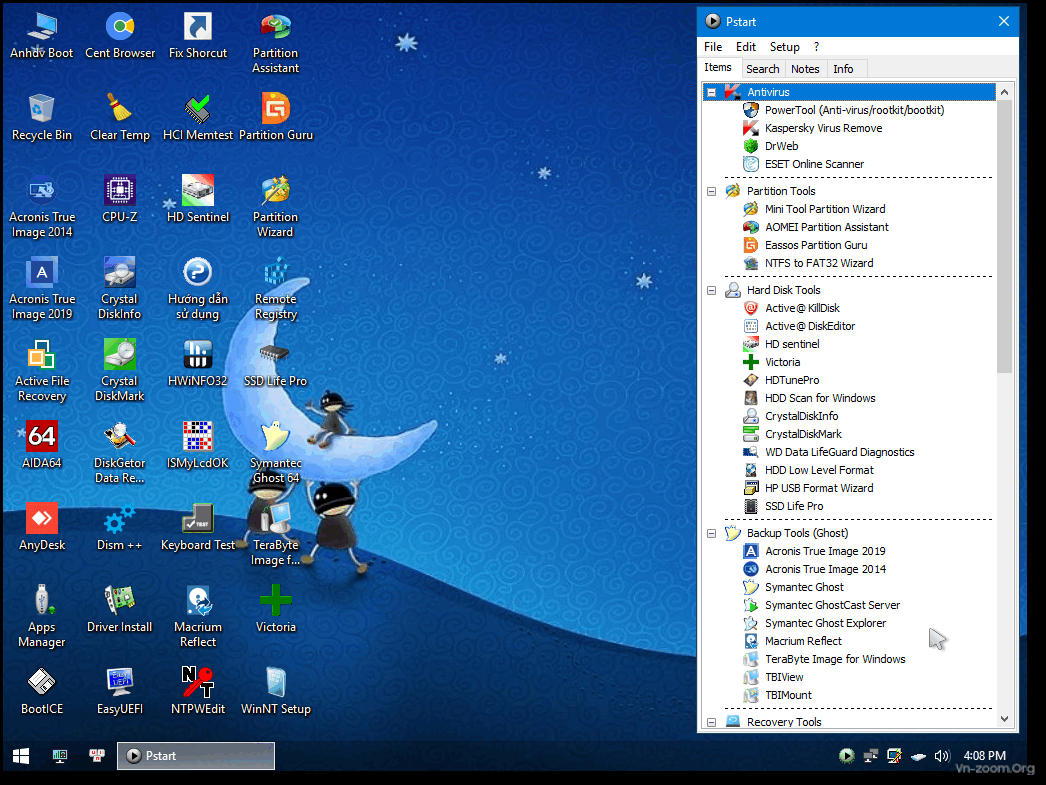 Anhdv Boot
Cent Browser
Fix Shorcut
Partition
Assistant
Recycle Bin
Clear Temp
HCI Memtest
Partition Guru
Acronis True
Image 2014
CPU-Z
HD Sentinel
Partition
Wizard
A
Acronis True
Image 2019
Crystal
DiskInfo
?
Hướng dẫn
sử dụng
Remote
Registry
Active File
Recovery
Crystal
DiskMark
HWiNFO32
SSD Life Pro
64
AIDA64
DiskGetor
Data Re...
ISMyLcdOK
Symantec
Ghost 64
AnyDesk
Dism ++
TEST
Keyboard Test
TeraByte
Image f...
Apps
Manager
Driver Install
Macrium
Reflect
Victoria
BootICE
EASY
UEFI
EasyUEFI
N
T
NTPWEdit
WinNT Setup
Pstart
File Edit Setup ?
Items Search Notes Info
Antivirus
PowerTool (Anti-virus/rootkit/bootkit)
Kaspersky Virus Remove
DrWeb
ESET Online Scanner
Partition Tools
Mini Tool Partition Wizard
AOMEI Partition Assistant
Eassos Partition Guru
NTFS to FAT32 Wizard
Hard Disk Tools
Active@ KillDisk
Active@ DiskEditor
HD sentinel
Victoria
HDTunePro
HDD Scan for Windows
CrystalDiskInfo
CrystalDiskMark
WD Data LifeGuard Diagnostics
HDD Low Level Format
HP USB Format Wizard
SSD Life Pro
Backup Tools (Ghost)
Acronis True Image 2019
Acronis True Image 2014
Symantec Ghost
Symantec GhostCast Server
Symantec Ghost Explorer
Macrium Reflect
TeraByte Image for Windows
TBIView
TBIMount
Recovery Tools
Pstart
4:08 PM
Vn-zoom.Org